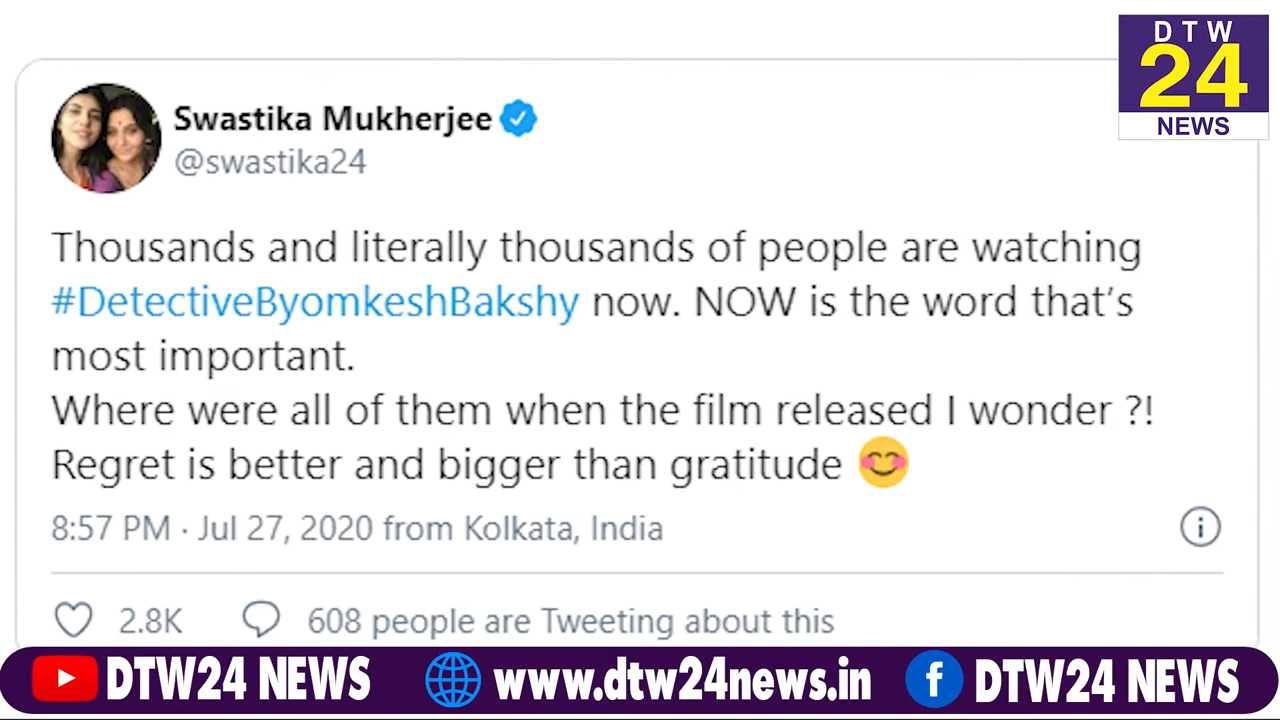 DTW
24
NEWS
Swastika Mukherjee
@swastika24
Thousands and literally thousands of people are watching
#DetectiveByomkeshBakshy now. NOW is the word that's
most important.
Where were all of them when the film released I wonder ?!
Regret is better and bigger than gratitude 😊
8:57 PM · Jul 27, 2020 from Kolkata, India
2.8K 608 people are Tweeting about this
DTW24 NEWS www.dtw24news.in DTW24 NEWS